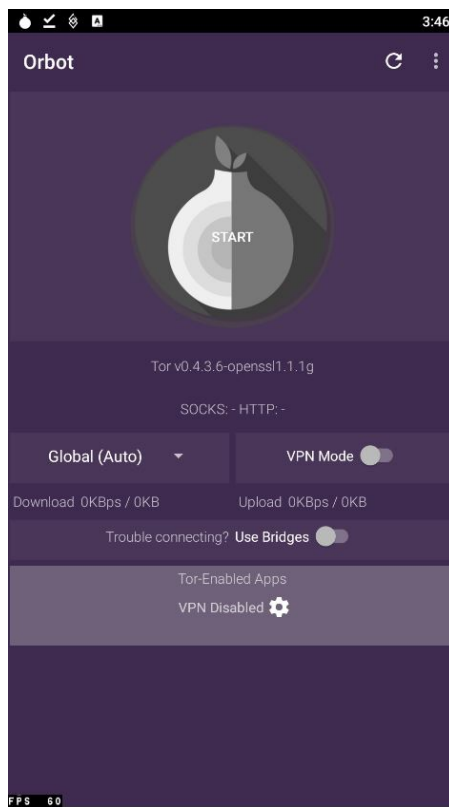 A 3:46
Orbot
START
Tor v0.4.3.6-openssl1.1.1g
SOCKS: - HTTP: -
Global (Auto) VPN Mode
Download 0KBps / 0KB Upload 0KBps / 0KB
Trouble connecting? Use Bridges
Tor-Enabled Apps
VPN Disabled
FPS 60